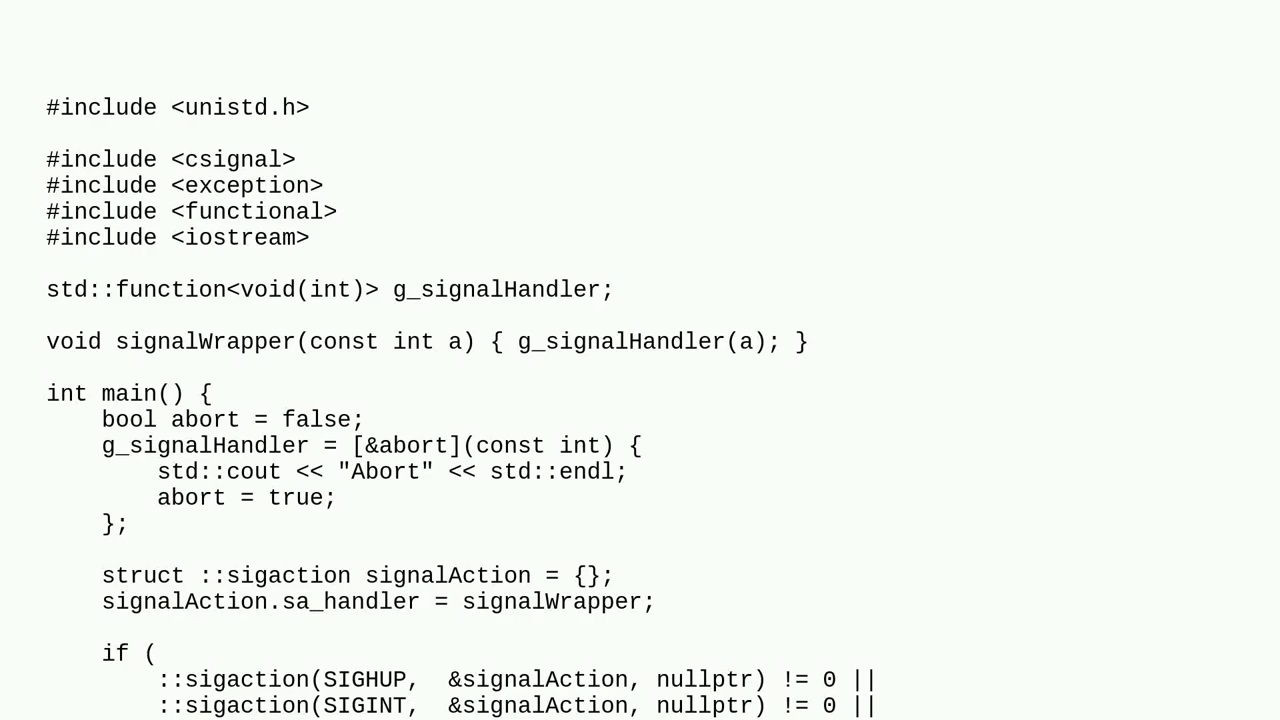 #include <unistd.h>

#include <csignal>
#include <exception>
#include <functional>
#include <iostream>

std::function<void(int)> g_signalHandler;

void signalWrapper(const int a) { g_signalHandler(a); }

int main() {
    bool abort = false;
    g_signalHandler = [&abort](const int) {
        std::cout << "Abort" << std::endl;
        abort = true;
    };

    struct ::sigaction signalAction = {};
    signalAction.sa_handler = signalWrapper;

    if (
        ::sigaction(SIGHUP,  &signalAction, nullptr) != 0 ||
        ::sigaction(SIGINT,  &signalAction, nullptr) != 0 ||